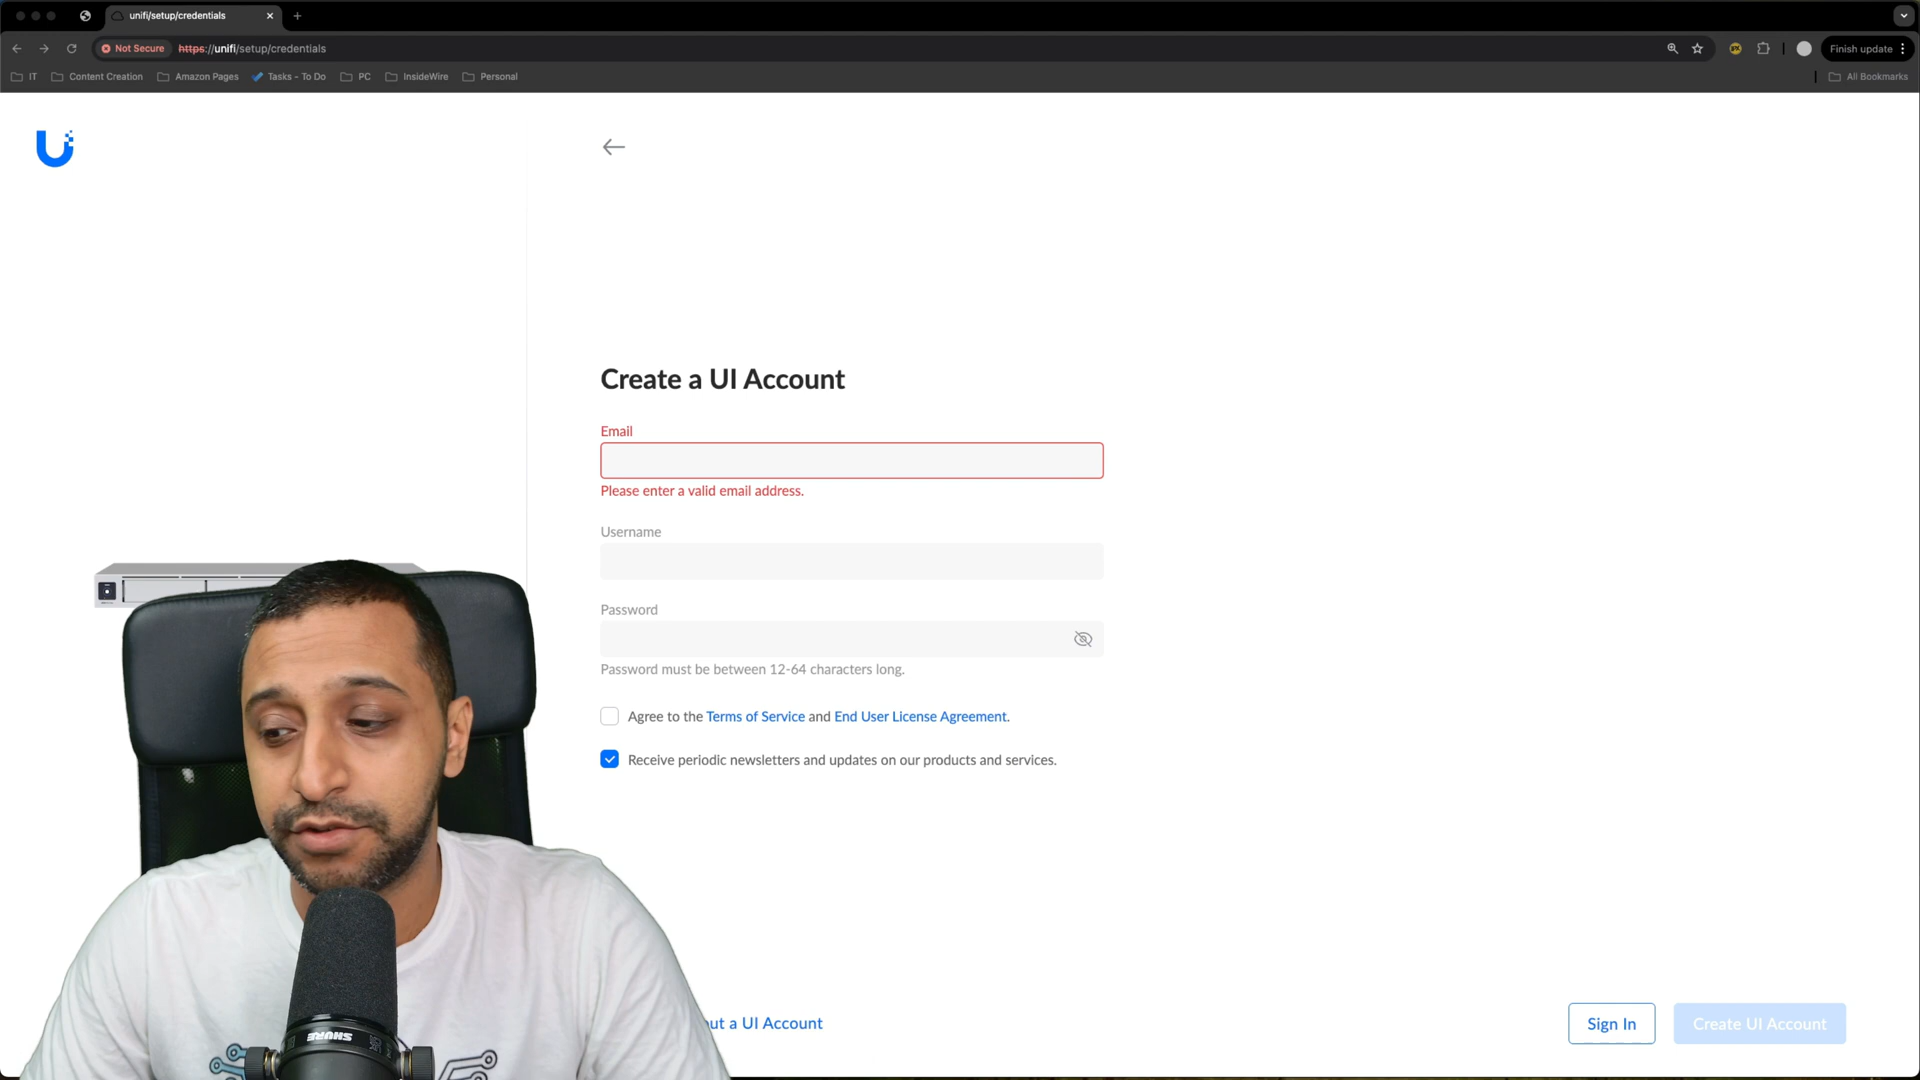 unifi/setup/credentials
Not Secure https://unifi/setup/credentials
Finish update
IT Content Creation Amazon Pages Tasks - To Do PC InsideWire Personal
All Bookmarks
Create a UI Account
Email
Please enter a valid email address.
Username
Password
Password must be between 12-64 characters long.
Agree to the Terms of Service and End User License Agreement.
Receive periodic newsletters and updates on our products and services.
a UI Account
Sign In
Create UI Account
SHURE